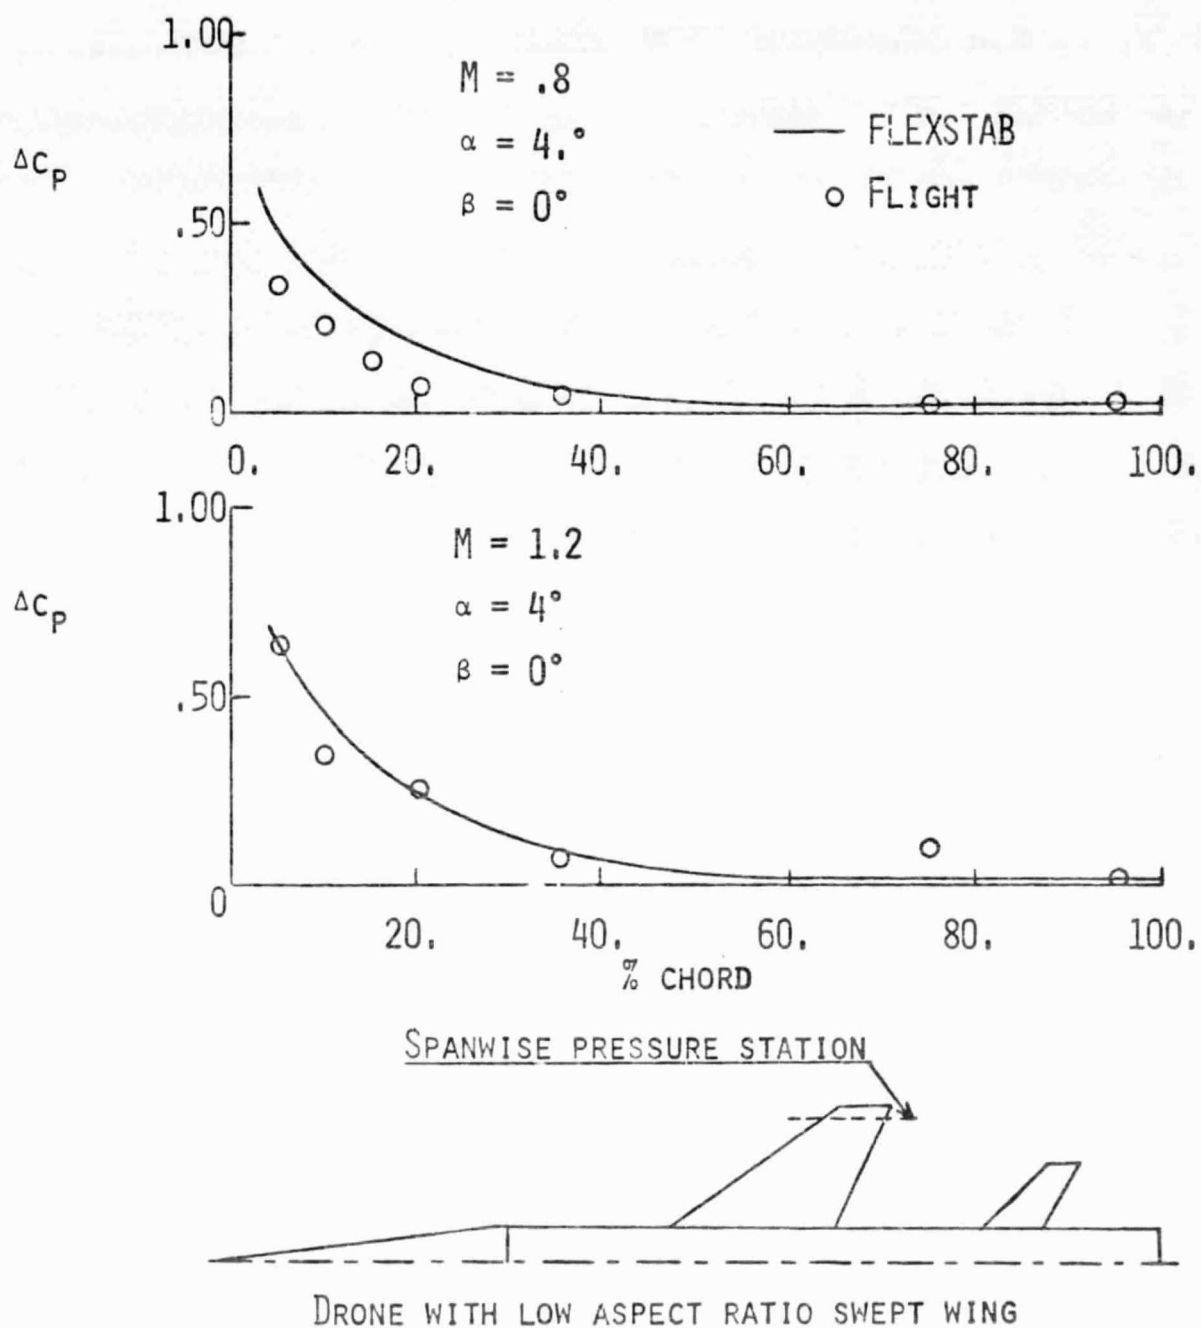 1.00
M = .8
α = 4.°
β = 0°
ΔCP
.50
0
FLEXSTAB
FLIGHT
0. 20. 40. 60. 80. 100.
1.00
M = 1.2
α = 4°
β = 0°
ΔCP
.50
0
20. 40. 60. 80. 100.
% CHORD
SPANWISE PRESSURE STATION
DRONE WITH LOW ASPECT RATIO SWEPT WING